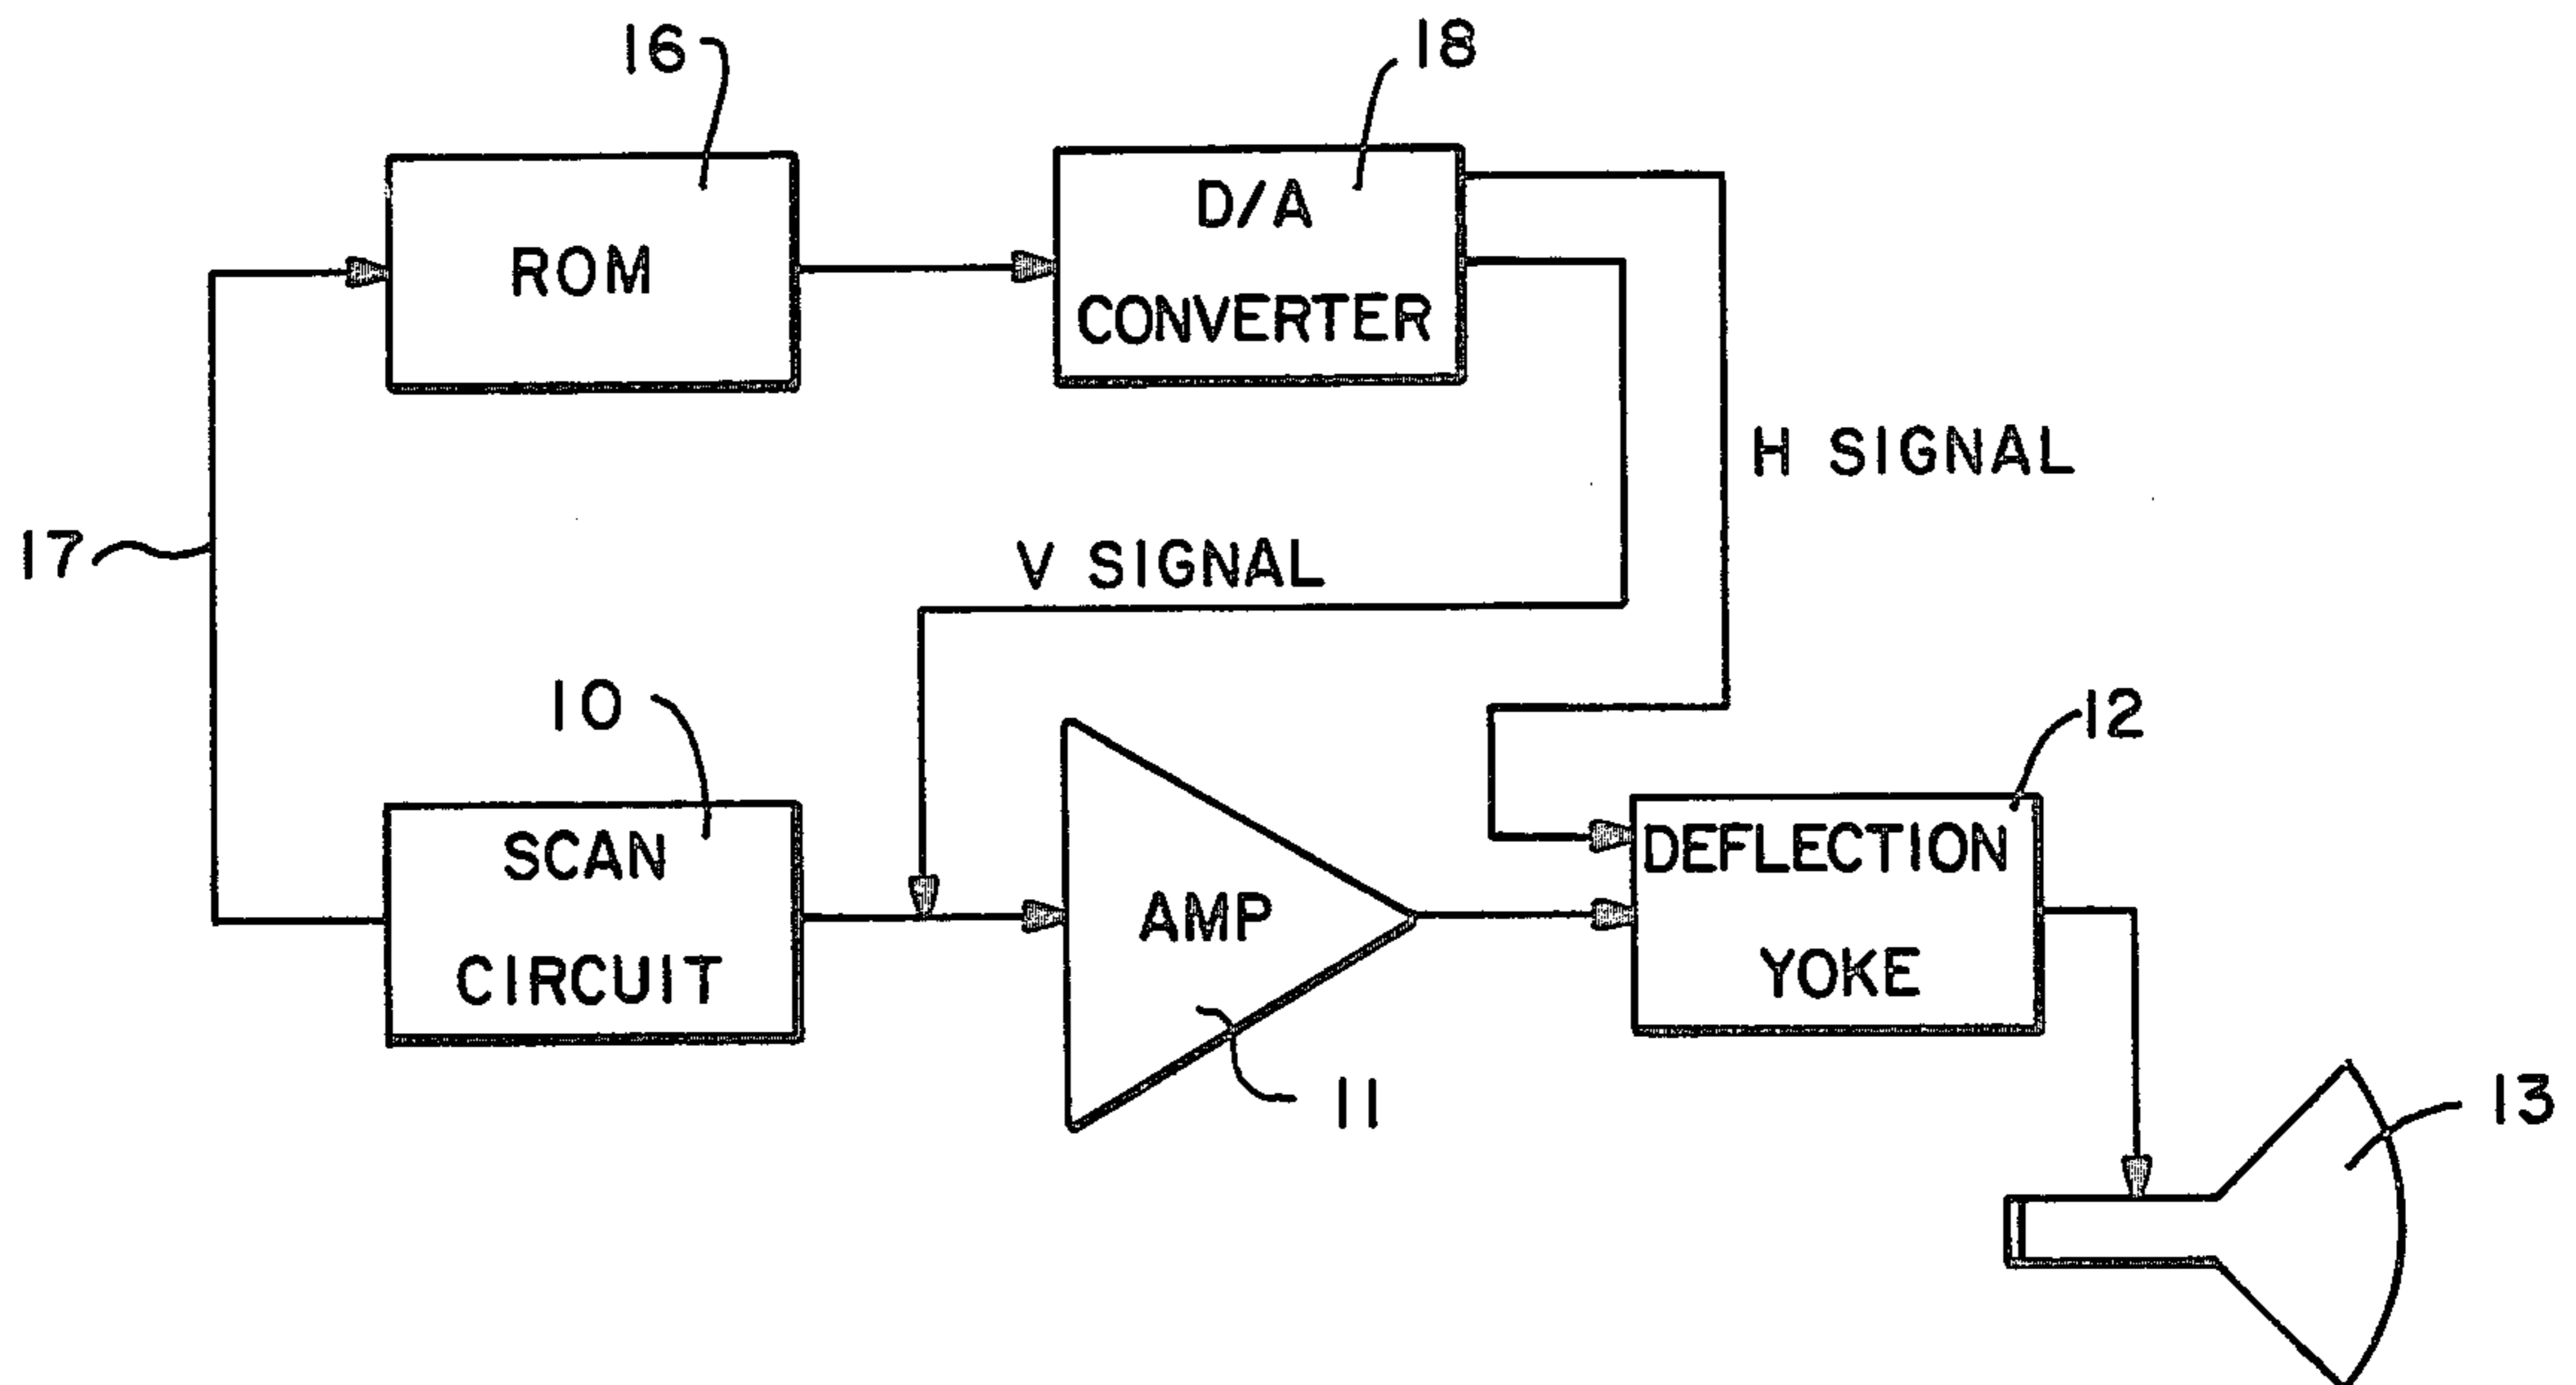 16
18
ROM
D/A
CONVERTER
H SIGNAL
17
V SIGNAL
10
12
SCAN
CIRCUIT
AMP
DEFLECTION
YOKE
11
13